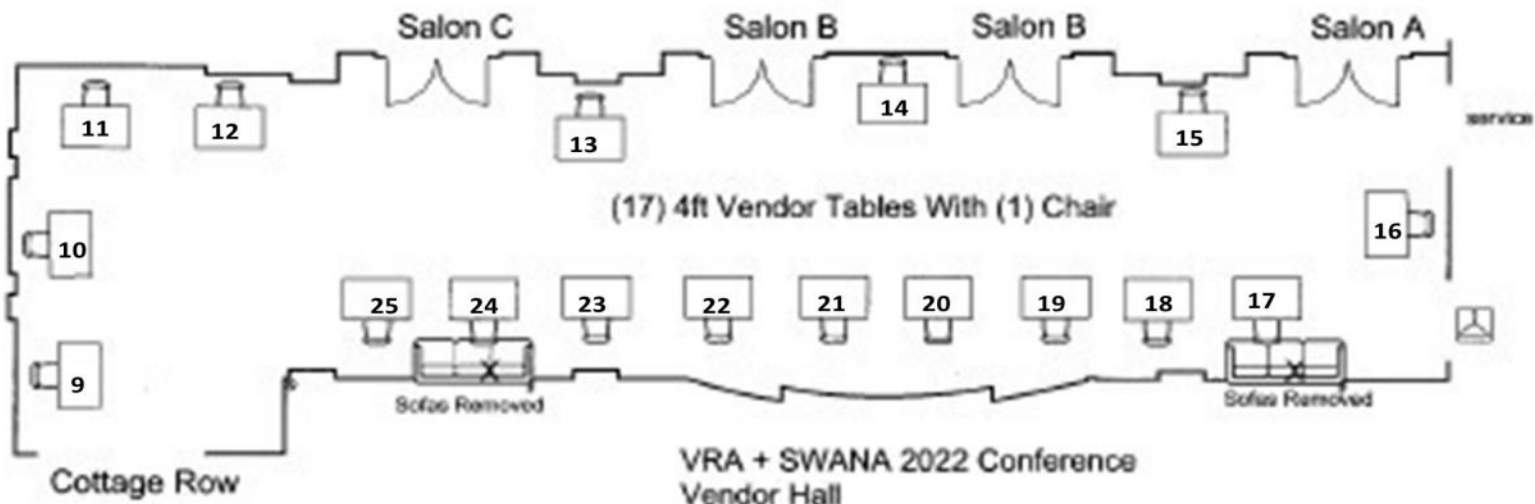 Salon C
Salon B
Salon B
Salon A
11
12
13
14
15
service
(17) 4ft Vendor Tables With (1) Chair
10
16
25
24
23
22
21
20
19
18
17
9
Sofas Removed
Sofas Removed
Cottage Row
VRA + SWANA 2022 Conference
Vendor Hall